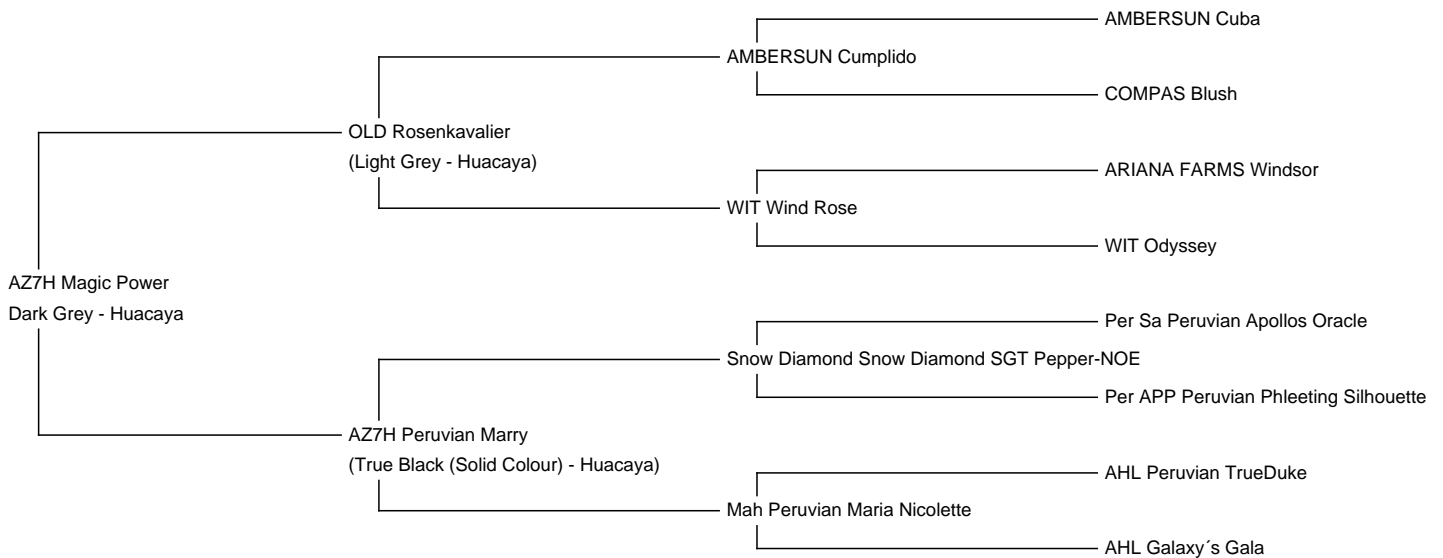 AMBERSUN Cuba
AMBERSUN Cumplido
COMPAS Blush
OLD Rosenkavalier
(Light Grey - Huacaya)
ARIANA FARMS Windsor
WIT Wind Rose
WIT Odyssey
AZ7H Magic Power
Dark Grey - Huacaya
Per Sa Peruvian Apollos Oracle
Snow Diamond Snow Diamond SGT Pepper-NOE
Per APP Peruvian Phleeting Silhouette
AZ7H Peruvian Marry
(True Black (Solid Colour) - Huacaya)
AHL Peruvian TrueDuke
Mah Peruvian Maria Nicolette
AHL Galaxy´s Gala